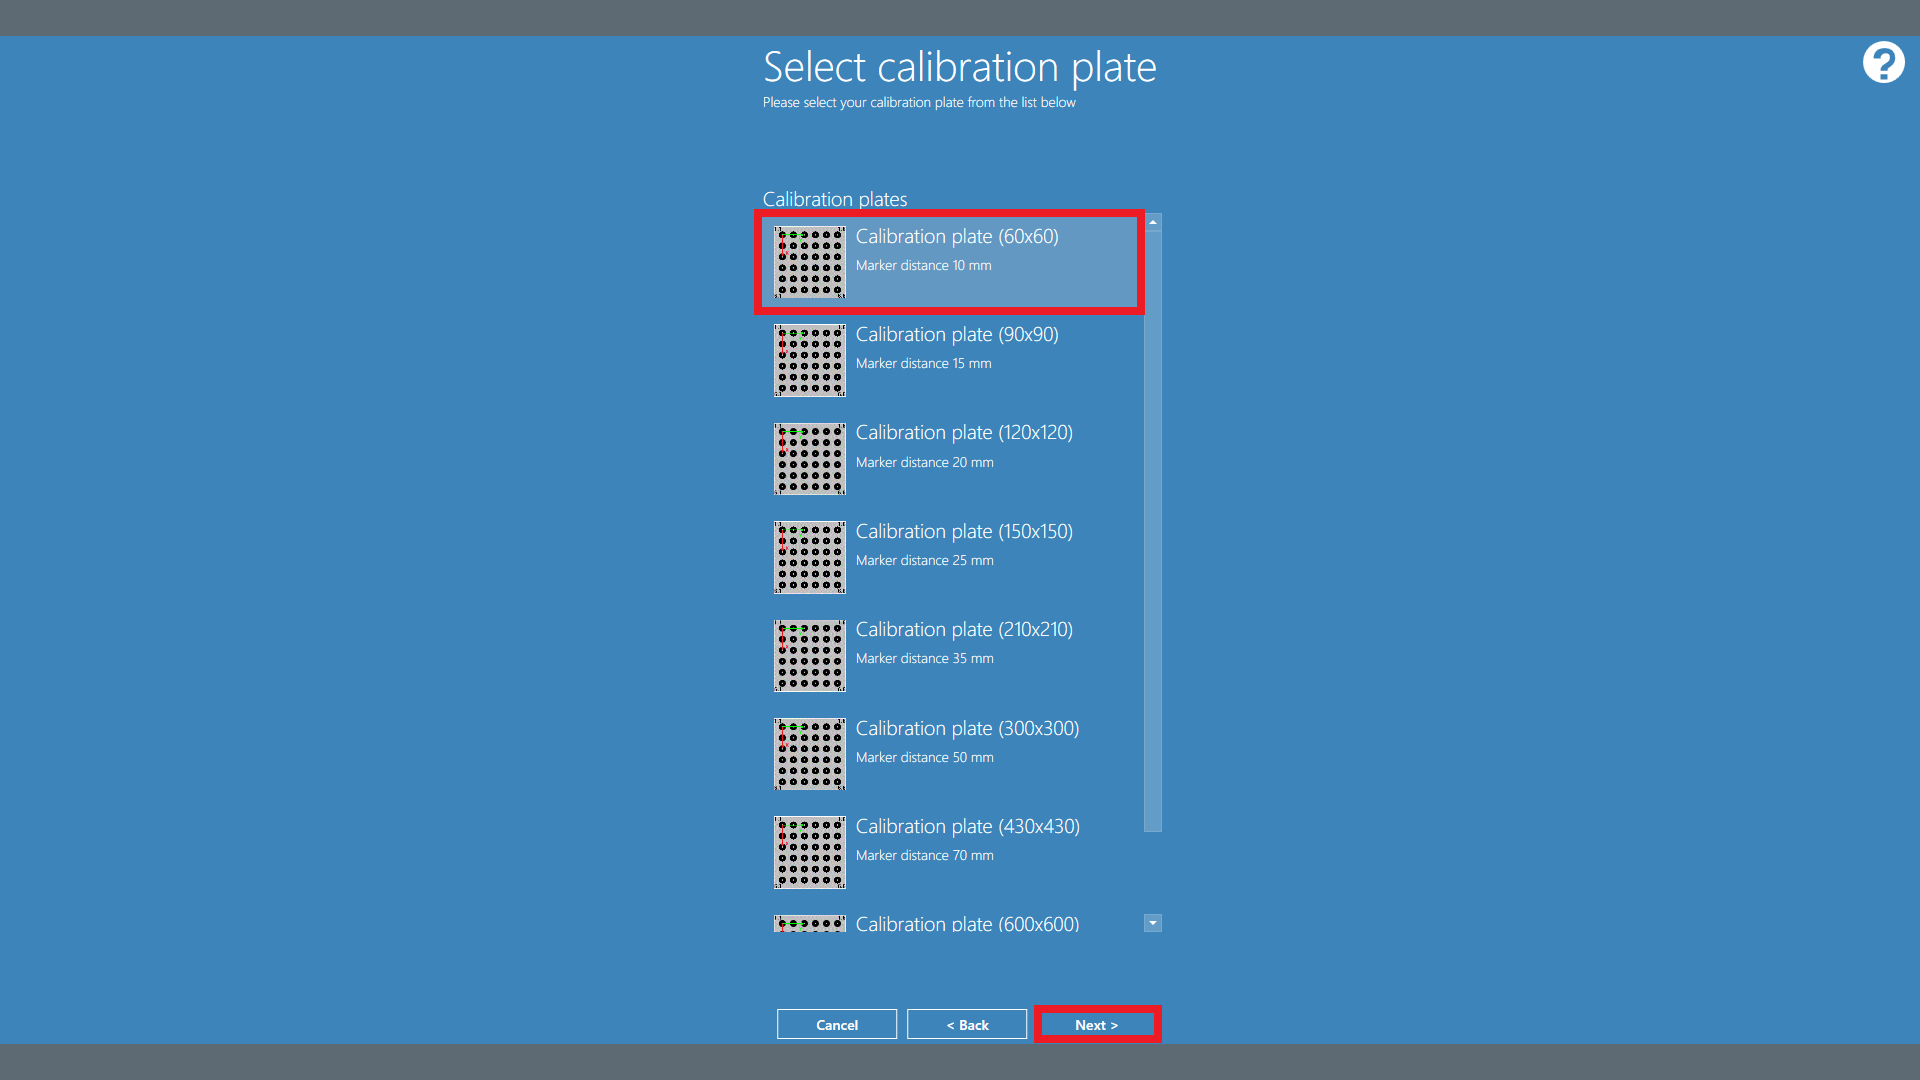 Select calibration plate
Please select your calibration plate from the list below
Calibration plates
Calibration plate (60x60)
Marker distance 10 mm
Calibration plate (90x90)
Marker distance 15 mm
Calibration plate (120x120)
Marker distance 20 mm
Calibration plate (150x150)
Marker distance 25 mm
Calibration plate (210x210)
Marker distance 35 mm
Calibration plate (300x300)
Marker distance 50 mm
Calibration plate (430x430)
Marker distance 70 mm
Calibration plate (600x600)
Cancel
< Back
Next >